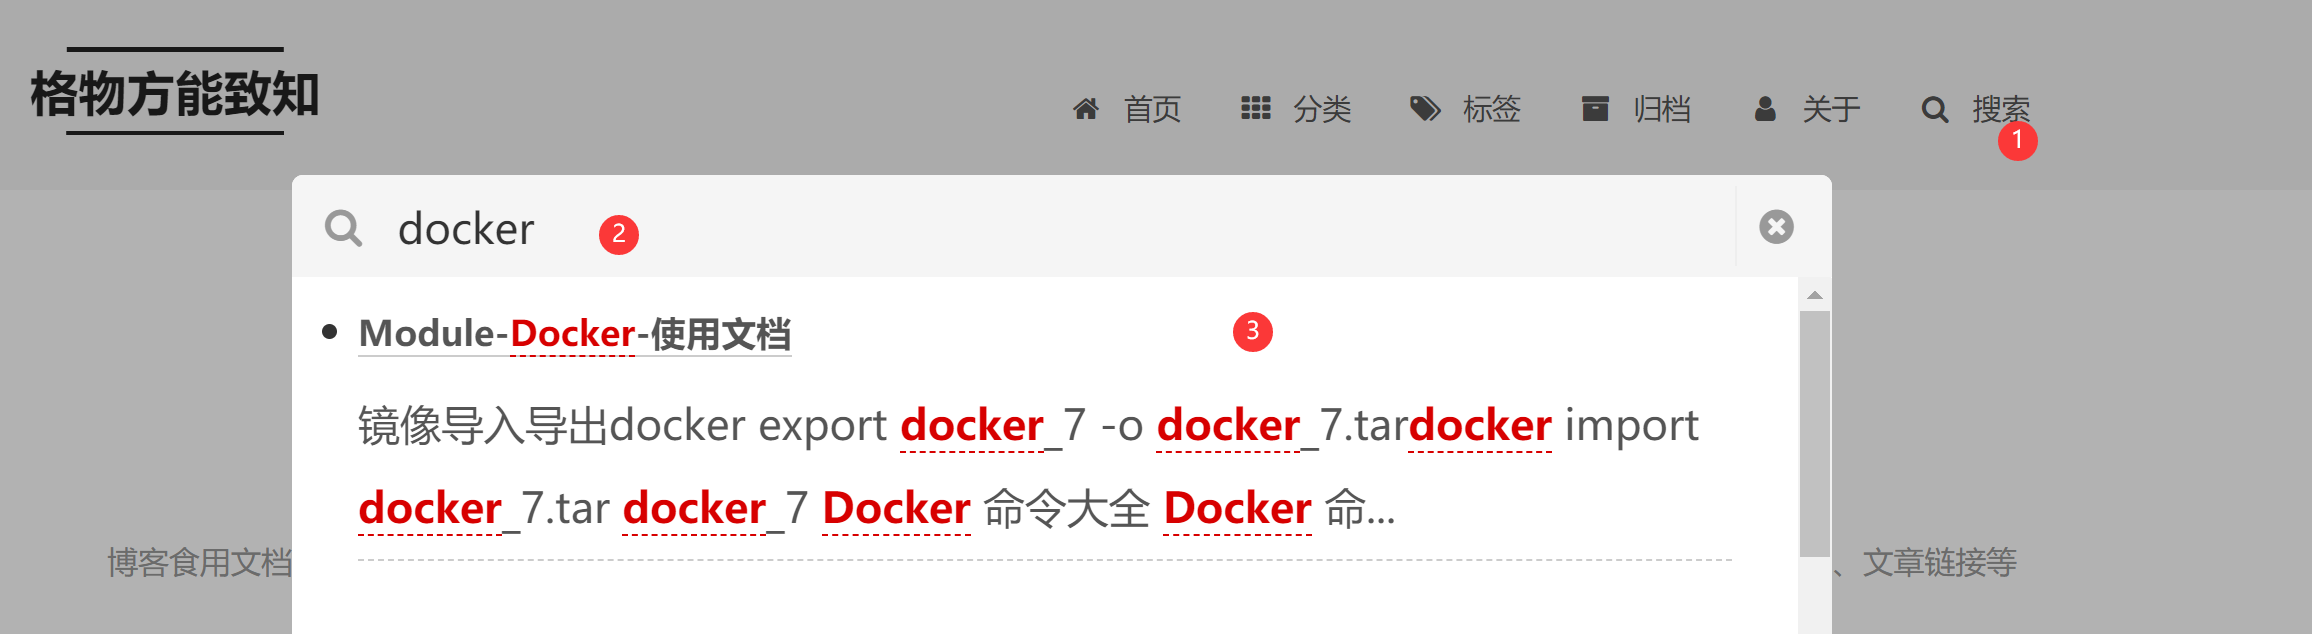 格物方能致知
首页 分类 标签 归档 关于 搜索
1
docker 2
Module-Docker-使用文档 3
镜像导入导出docker export docker_7 -o docker_7.tardocker import
docker_7.tar docker_7 Docker 命令大全 Docker 命...
博客食用文档 、文章链接等